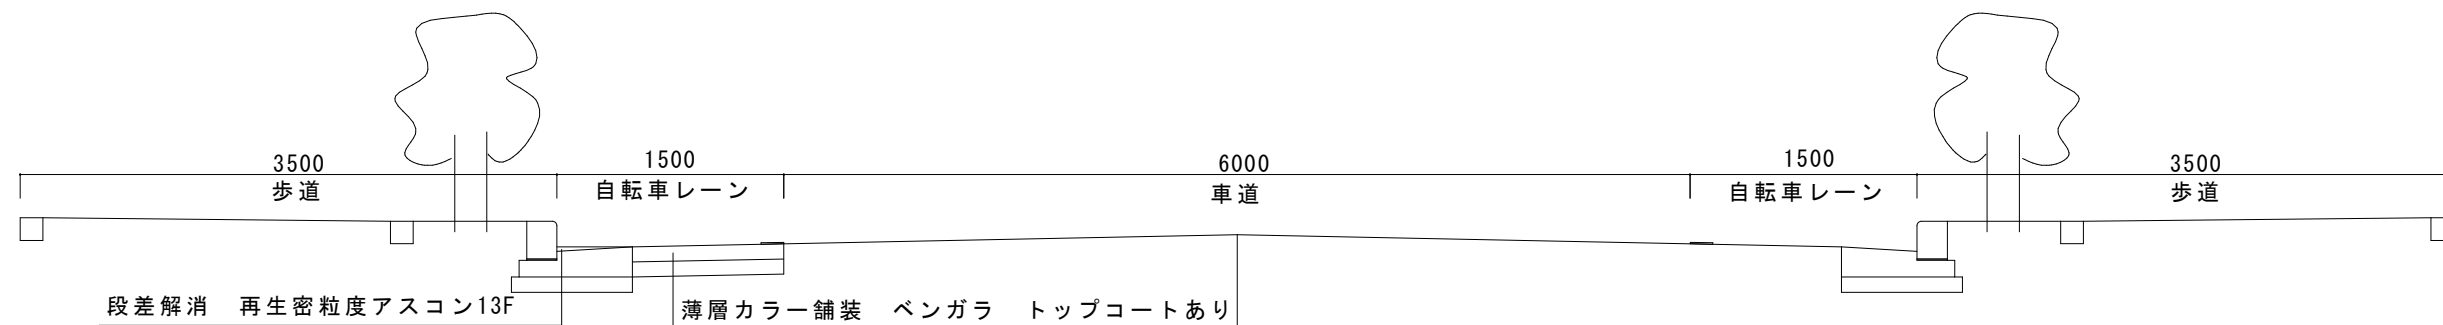 3500
歩道
1500
自転車レーン
6000
車道
1500
自転車レーン
3500
歩道
段差解消　再生密粒度アスコン13F
薄層カラー舗装　ベンガラ　トップコートあり